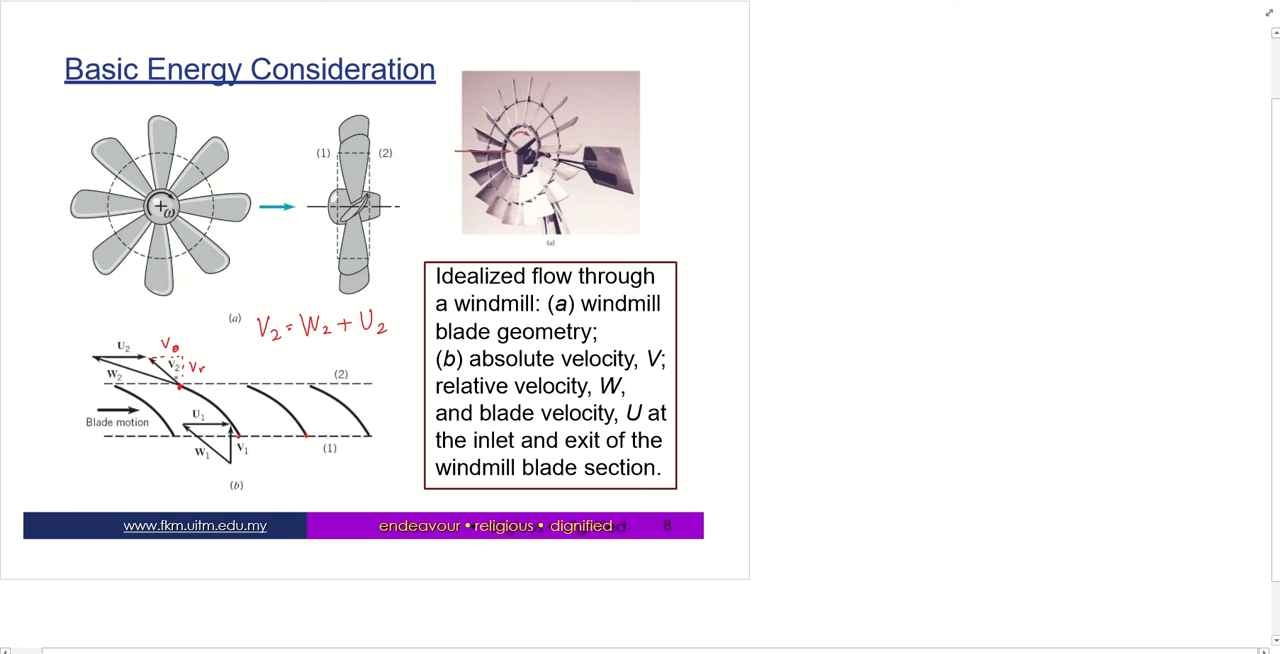 Basic Energy Consideration
ω
(1)
(2)
(a)
(a)
V2 = W2 + U2
Idealized flow through
a windmill: (a) windmill
blade geometry;
(b) absolute velocity, V;
relative velocity, W,
and blade velocity, U at
the inlet and exit of the
windmill blade section.
U2
Vθ
V2
Vr
W2
(2)
Blade motion
U1
W1
V1
(1)
(b)
www.fkm.uitm.edu.my
endeavour • religious • dignified
8